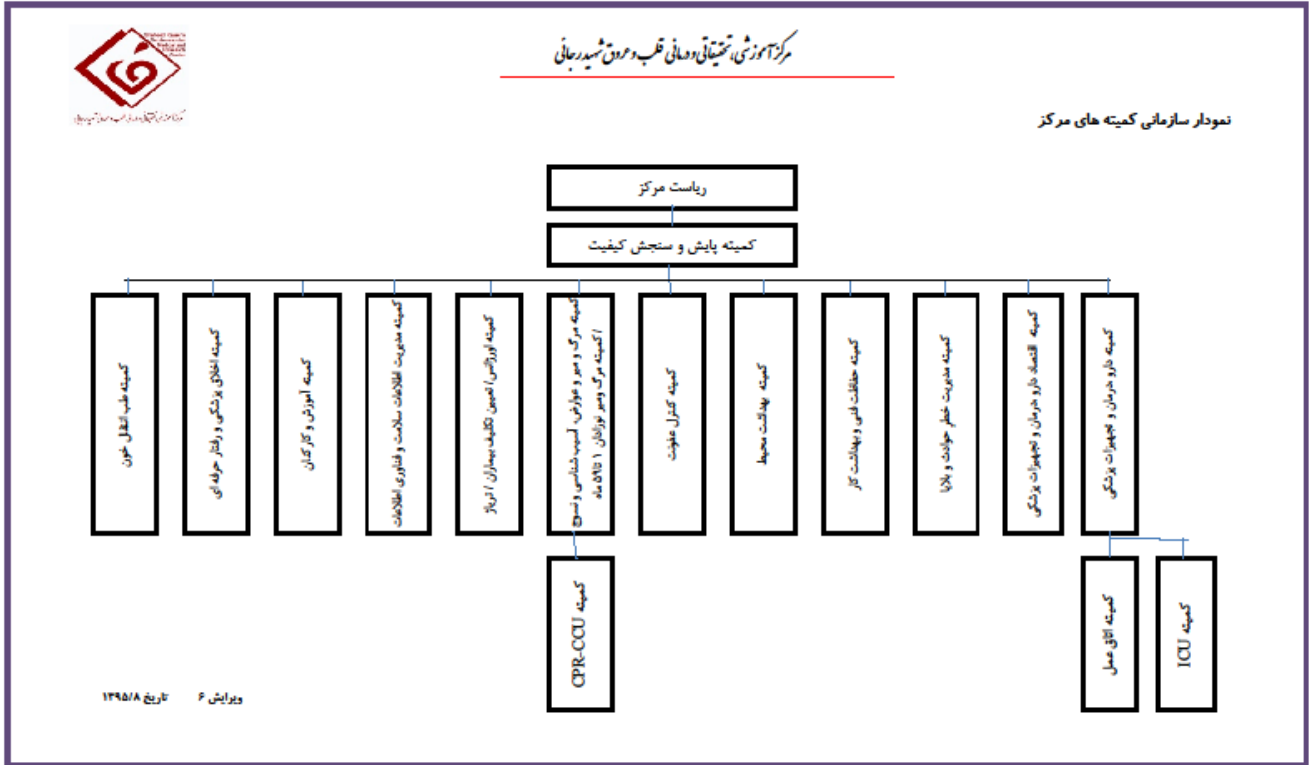 مرکز آموزشی، تحقیقاتی و درمانی قلب و عروق شهید رجائی
نمودار سازمانی کمیته های مرکز
ریاست مرکز
کمیته پایش و سنجش کیفیت
کمیته دارو درمان و تجهیزات پزشکی
کمیته اقتصاد دارو درمان و تجهیزات پزشکی
کمیته مدیریت خطر حوادث و بلایا
کمیته حفاظت فنی و بهداشت کار
کمیته بهداشت محیط
کمیته کنترل عفونت
کمیته مرگ و میر و عوارض، آسیب شناسی و نسوج
/ کمیته مرگ ومیر نوزادان ۱ تا۵۹ ماه
کمیته اورژانس/ تعیین تکلیف بیماران / تریاژ
کمیته مدیریت اطلاعات سلامت و فناوری اطلاعات
کمیته آموزش و کارکنان
کمیته اخلاق پزشکی و رفتار حرفه ای
کمیته طب انتقال خون
کمیته ICU
کمیته اتاق عمل
کمیته CPR-CCU
ویرایش ۶ تاریخ ۱۳۹۵/۸